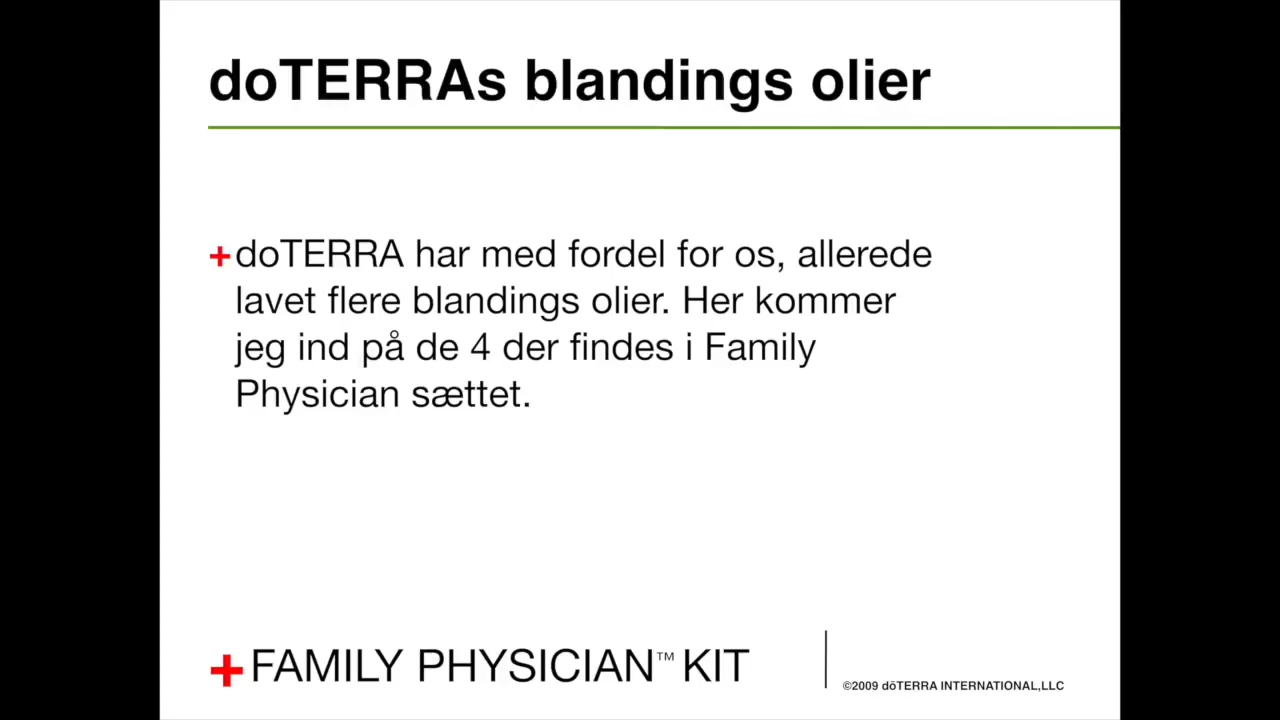 doTERRAs blandings olier
+doTERRA har med fordel for os, allerede
lavet flere blandings olier. Her kommer
jeg ind på de 4 der findes i Family
Physician sættet.
+FAMILY PHYSICIAN™ KIT
©2009 dōTERRA INTERNATIONAL,LLC